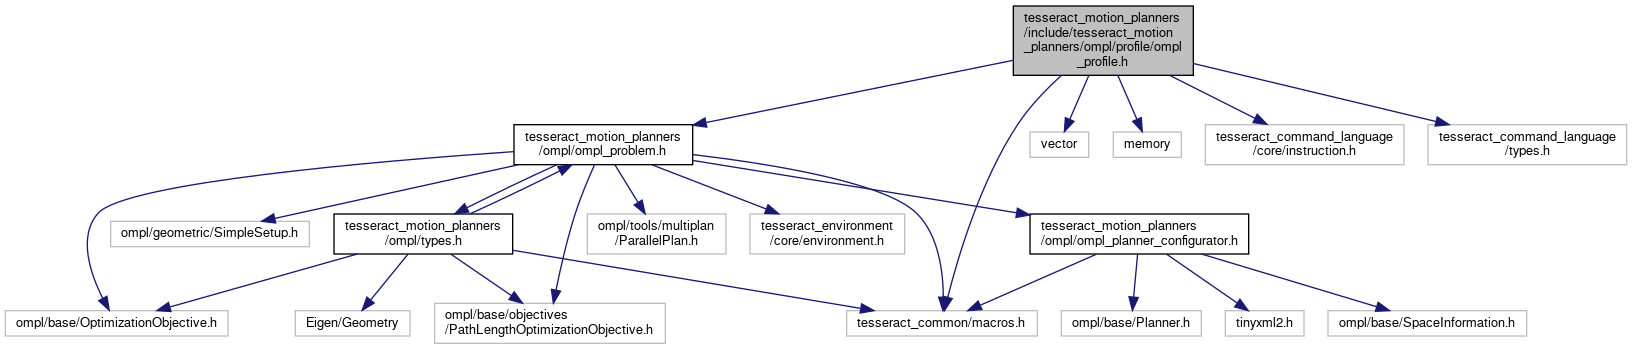 tesseract_motion_planners
/include/tesseract_motion
_planners/ompl/profile/ompl
_profile.h
tesseract_motion_planners
/ompl/ompl_problem.h
vector
memory
tesseract_command_language
/core/instruction.h
tesseract_command_language
/types.h
ompl/geometric/SimpleSetup.h
tesseract_motion_planners
/ompl/types.h
ompl/tools/multiplan
/ParallelPlan.h
tesseract_environment
/core/environment.h
tesseract_motion_planners
/ompl/ompl_planner_configurator.h
ompl/base/OptimizationObjective.h
Eigen/Geometry
ompl/base/objectives
/PathLengthOptimizationObjective.h
tesseract_common/macros.h
ompl/base/Planner.h
tinyxml2.h
ompl/base/SpaceInformation.h